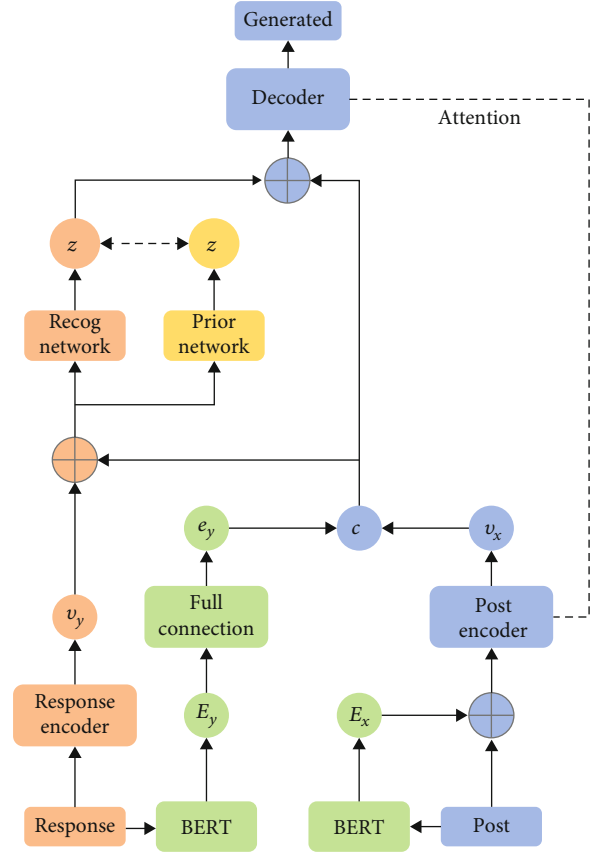 Generated
Decoder
Attention
z
z
Recog
network
Prior
network
e_y
c
v_x
v_y
Full
connection
Post
encoder
Response
encoder
E_y
E_x
Response
BERT
BERT
Post